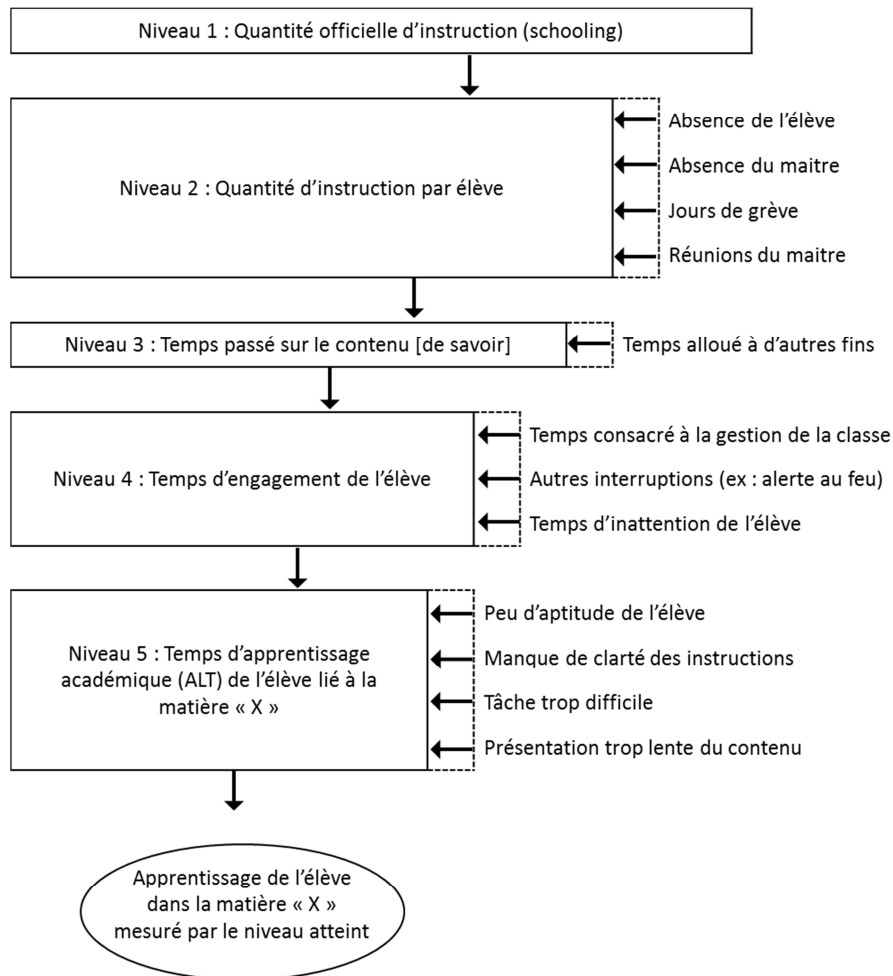 Niveau 1 : Quantité officielle d’instruction (schooling)
Niveau 2 : Quantité d’instruction par élève
Absence de l’élève
Absence du maitre
Jours de grève
Réunions du maitre
Niveau 3 : Temps passé sur le contenu [de savoir]
Temps alloué à d’autres fins
Niveau 4 : Temps d’engagement de l’élève
Temps consacré à la gestion de la classe
Autres interruptions (ex : alerte au feu)
Temps d’inattention de l’élève
Niveau 5 : Temps d’apprentissage
académique (ALT) de l’élève lié à la
matière « X »
Peu d’aptitude de l’élève
Manque de clarté des instructions
Tâche trop difficile
Présentation trop lente du contenu
Apprentissage de l’élève
dans la matière « X »
mesuré par le niveau atteint